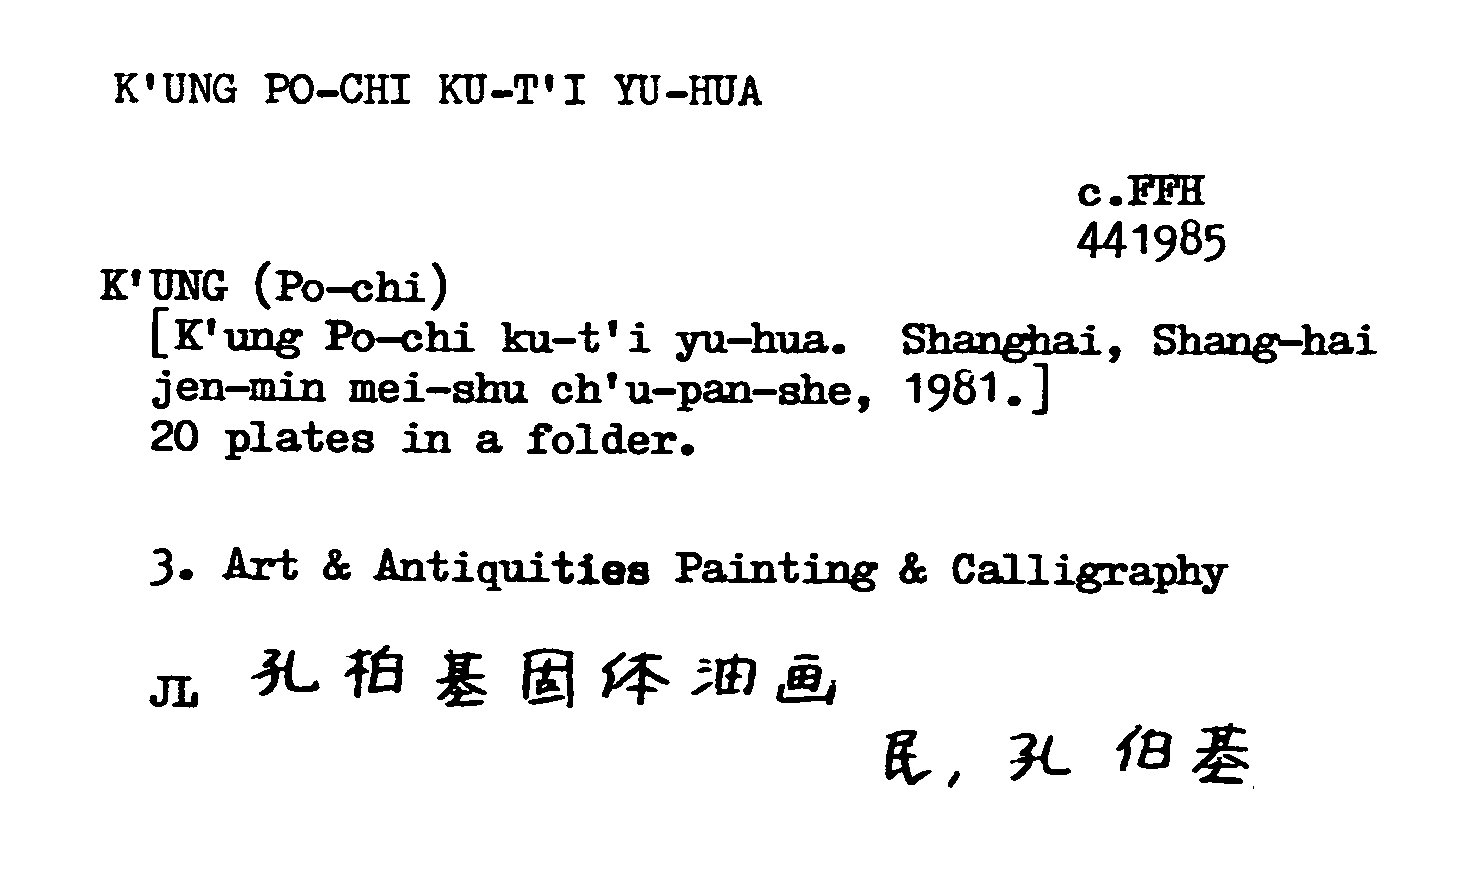 K'UNG PO-CHI KU-T'I YU-HUA
c.FFH
441985
K'UNG (Po-chi)
[K'ung Po-chi ku-t'i yu-hua. Shanghai, Shang-hai
jen-min mei-shu ch'u-pan-she, 1981.]
20 plates in a folder.
3. Art & Antiquities Painting & Calligraphy
JL 孔柏基固体油画
民, 孔伯基